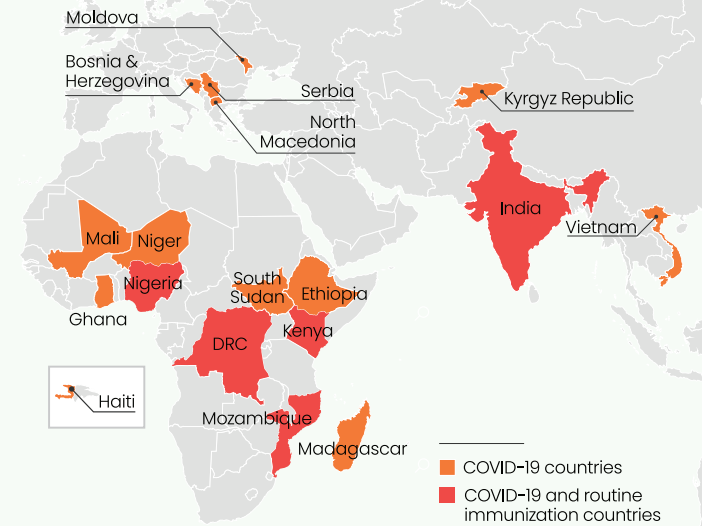 Moldova
Bosnia &
Herzegovina
Serbia
North
Macedonia
Kyrgyz Republic
India
Vietnam
Mali
Niger
Nigeria
Ghana
South
Sudan
Ethiopia
DRC
Kenya
Haiti
Mozambique
Madagascar
COVID-19 countries
COVID-19 and routine
immunization countries